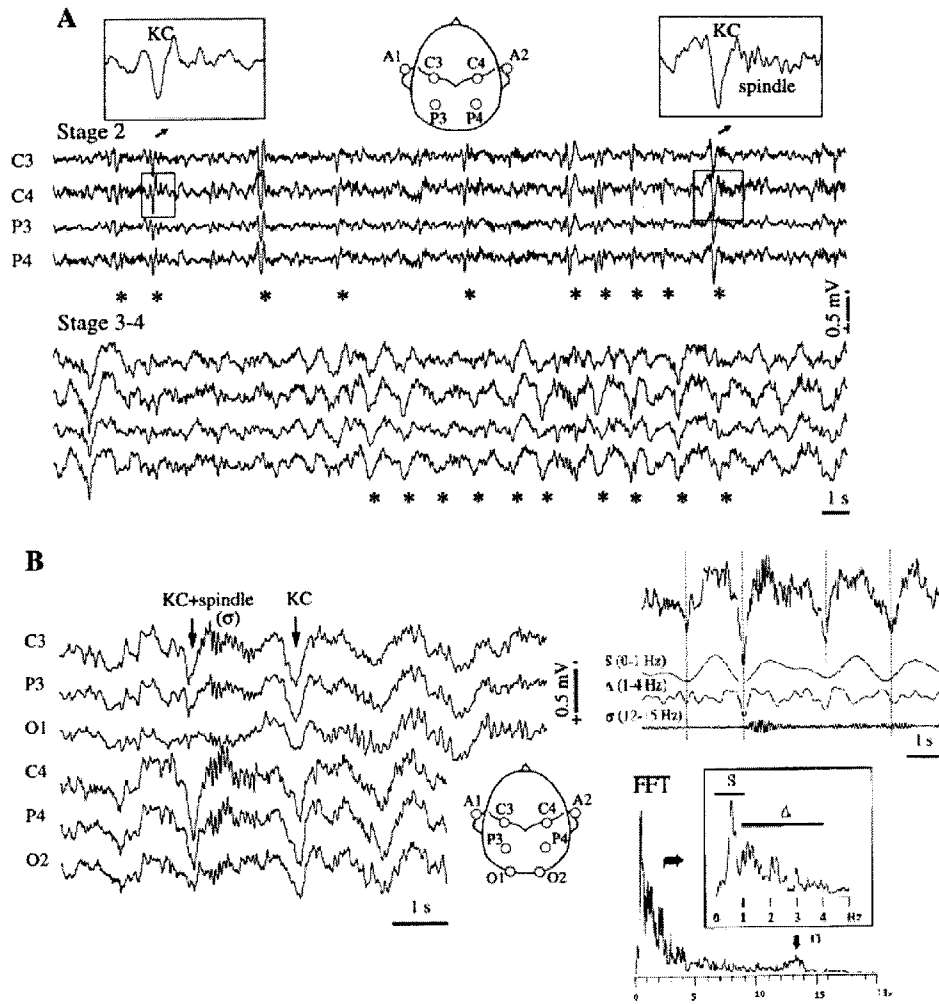 A
KC
A1 C3 C4 A2
P3 P4
KC
spindle
Stage 2
C3
C4
P3
P4
* * * * * * * * * *
0.5 mV
- +
Stage 3-4
* * * * * * * * * *
1 s
B
KC+spindle
(σ)
KC
C3
P3
O1
C4
P4
O2
0.5 mV
- +
1 s
A1 C3 C4 A2
P3 P4
O1 O2
S (0-1 Hz)
Δ (1-4 Hz)
σ (12-15 Hz)
1 s
FFT
S
Δ
0 1 2 3 4 Hz
σ
0 5 10 15 Hz